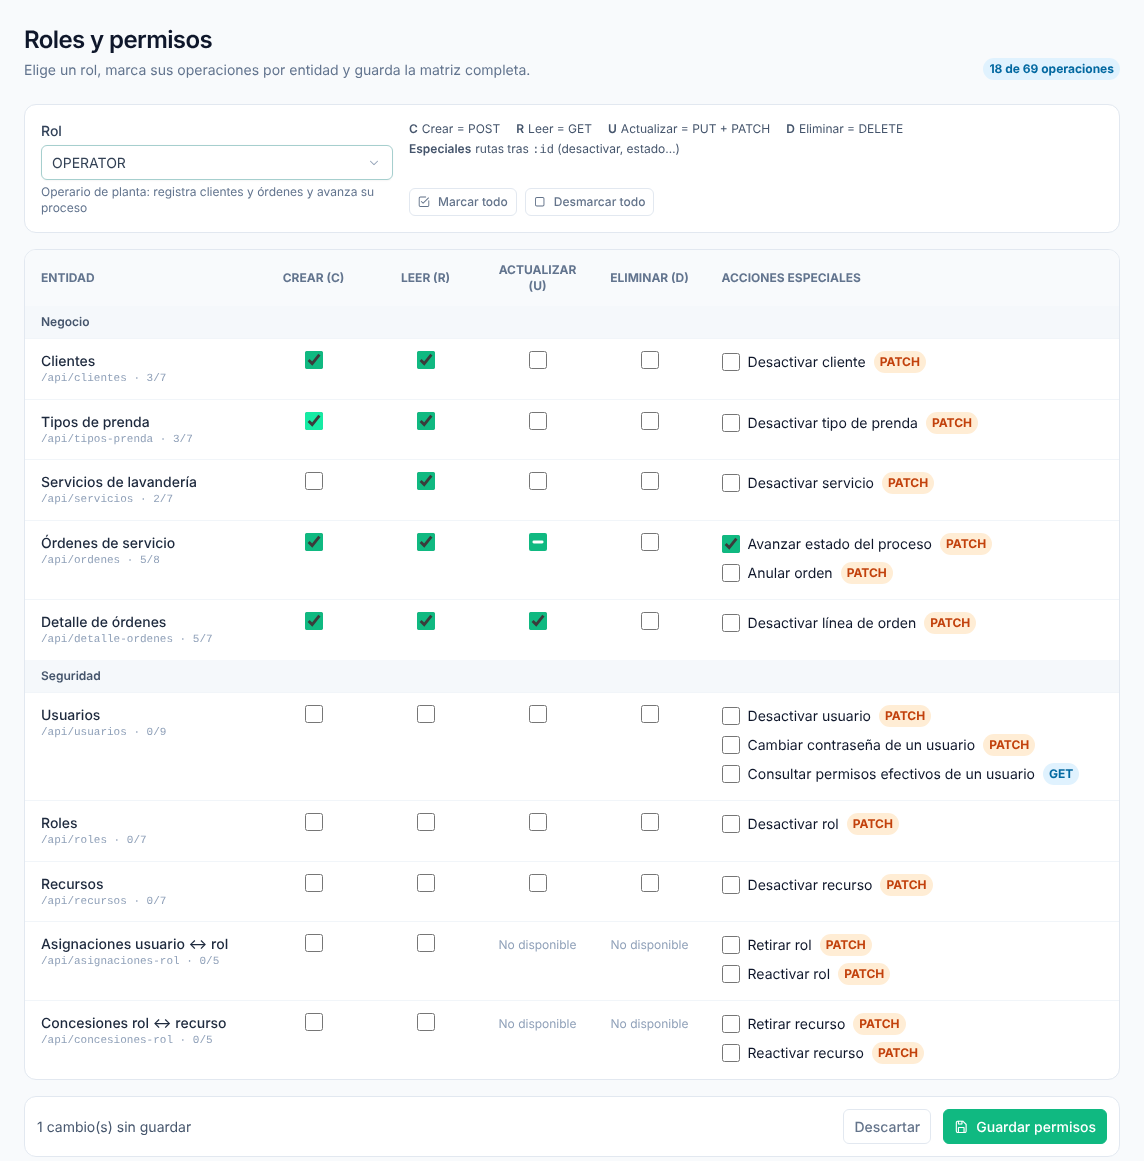 Roles y permisos
Elige un rol, marca sus operaciones por entidad y guarda la matriz completa.
18 de 69 operaciones
Rol
OPERATOR
Operario de planta: registra clientes y órdenes y avanza su
proceso
C Crear = POST R Leer = GET U Actualizar = PUT + PATCH D Eliminar = DELETE
Especiales rutas tras :id (desactivar, estado…)
Marcar todo Desmarcar todo
ENTIDAD CREAR (C) LEER (R) ACTUALIZAR (U) ELIMINAR (D) ACCIONES ESPECIALES
Negocio
Clientes
/api/clientes · 3/7
Desactivar cliente PATCH
Tipos de prenda
/api/tipos-prenda · 3/7
Desactivar tipo de prenda PATCH
Servicios de lavandería
/api/servicios · 2/7
Desactivar servicio PATCH
Órdenes de servicio
/api/ordenes · 5/8
Avanzar estado del proceso PATCH
Anular orden PATCH
Detalle de órdenes
/api/detalle-ordenes · 5/7
Desactivar línea de orden PATCH
Seguridad
Usuarios
/api/usuarios · 0/9
Desactivar usuario PATCH
Cambiar contraseña de un usuario PATCH
Consultar permisos efectivos de un usuario GET
Roles
/api/roles · 0/7
Desactivar rol PATCH
Recursos
/api/recursos · 0/7
Desactivar recurso PATCH
Asignaciones usuario ↔ rol
/api/asignaciones-rol · 0/5
No disponible No disponible
Retirar rol PATCH
Reactivar rol PATCH
Concesiones rol ↔ recurso
/api/concesiones-rol · 0/5
No disponible No disponible
Retirar recurso PATCH
Reactivar recurso PATCH
1 cambio(s) sin guardar
Descartar Guardar permisos